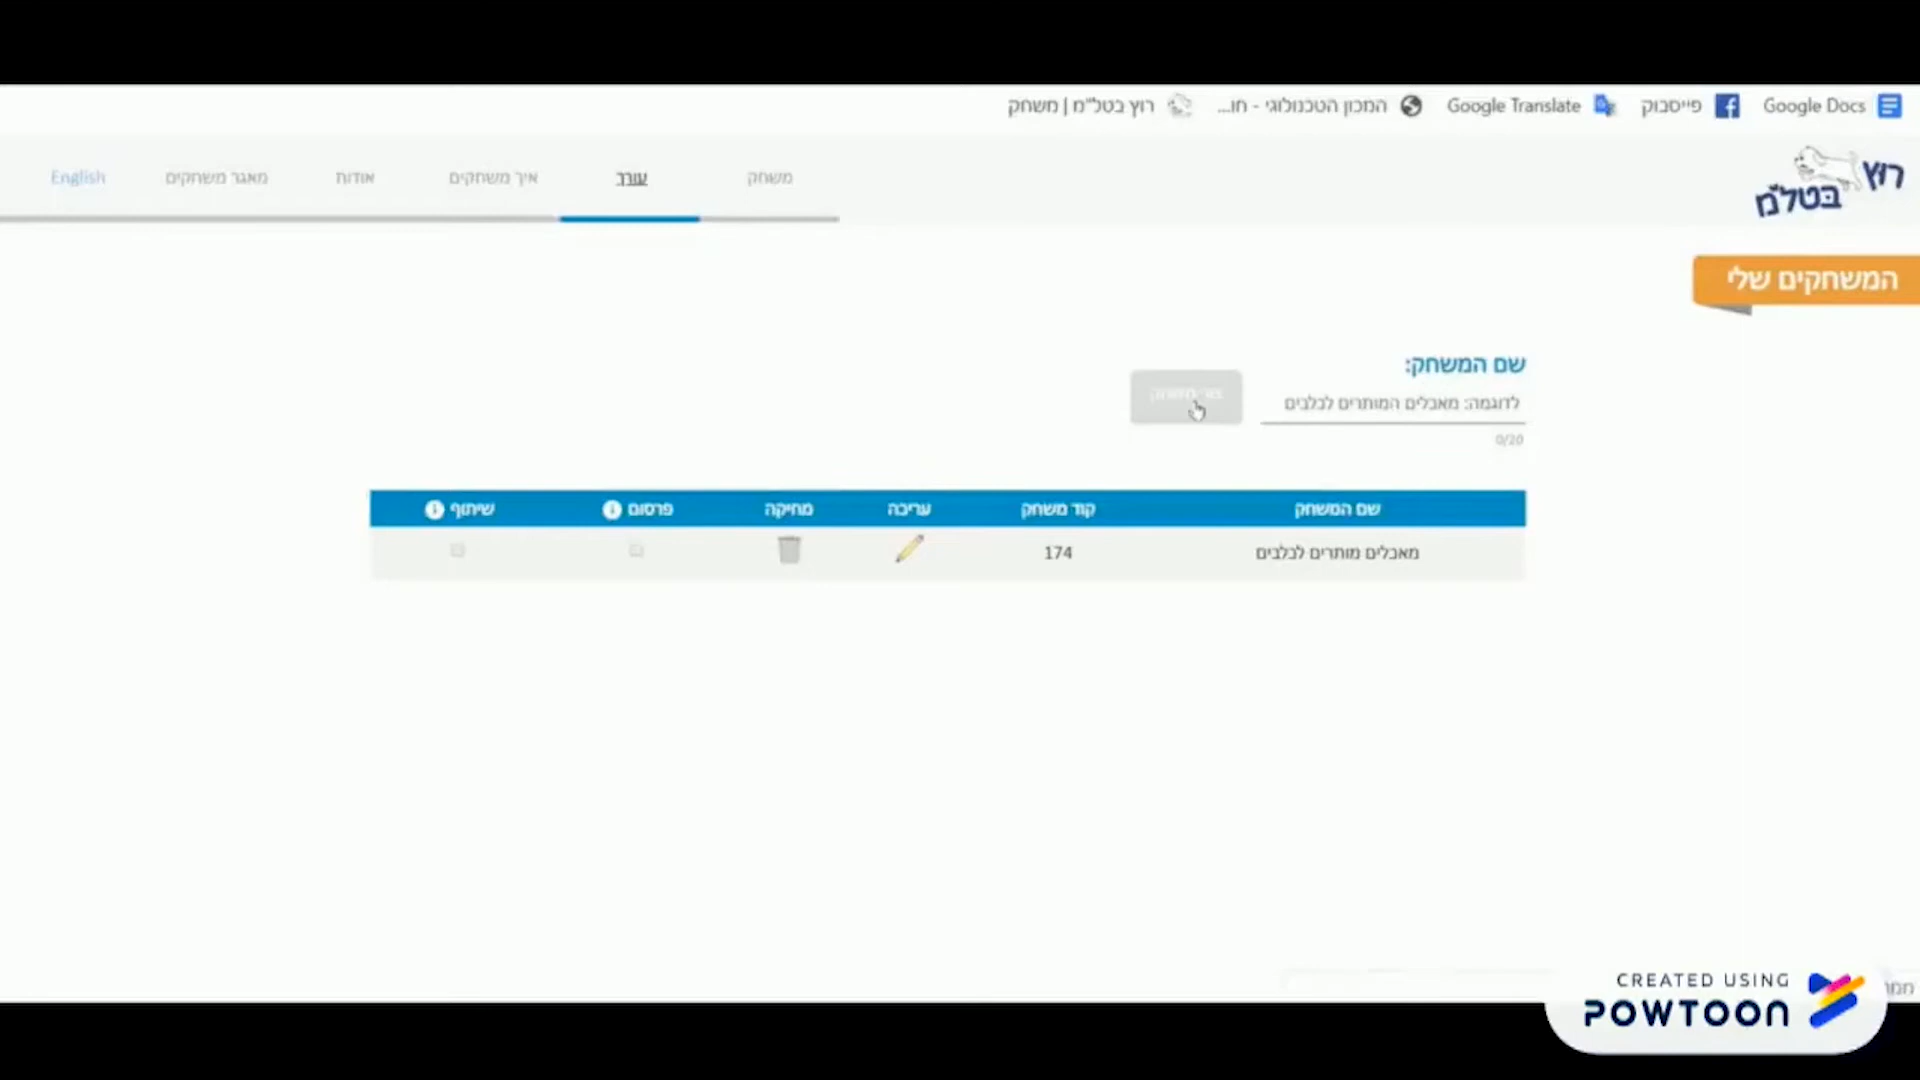 Google Docs פייסבוק Google Translate המכון הטכנולוגי - חו... רוץ בטל"מ | משחק
רוץ בטל"מ
משחק עורך איך משחקים אודות מאגר משחקים English
המשחקים שלי
שם המשחק:
לדוגמה: מאכלים המותרים לכלבים
צור משחק
0/20
שם המשחק קוד משחק עריכה מחיקה פרסום שיתוף
מאכלים מותרים לכלבים 174
CREATED USING
POWTOON